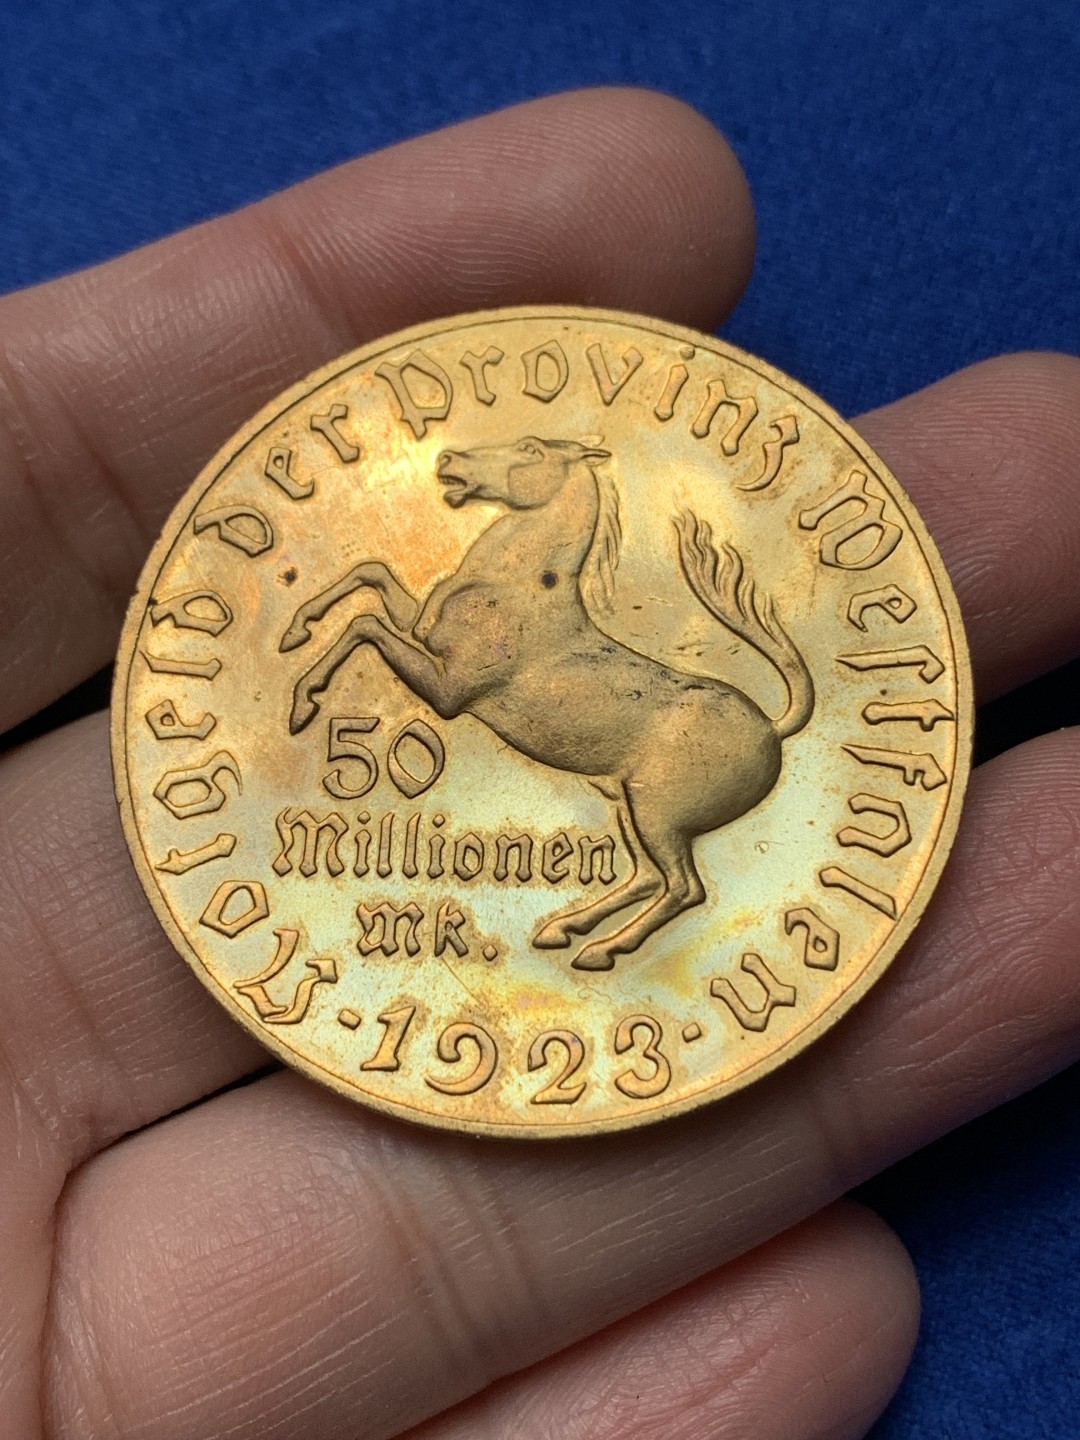 Notgeld der Provinz Westfalen
50
Millionen
Mk.
·1923·